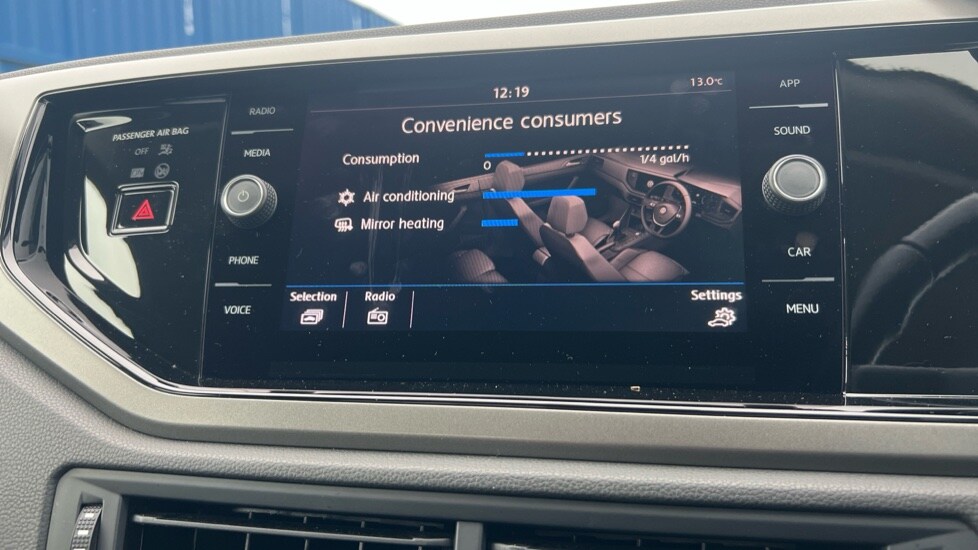 12:19
13.0°C
APP
RADIO
Convenience consumers
SOUND
PASSENGER AIR BAG
OFF
MEDIA
Consumption
0
1/4 gal/h
Air conditioning
Mirror heating
PHONE
CAR
Selection
Radio
Settings
VOICE
MENU